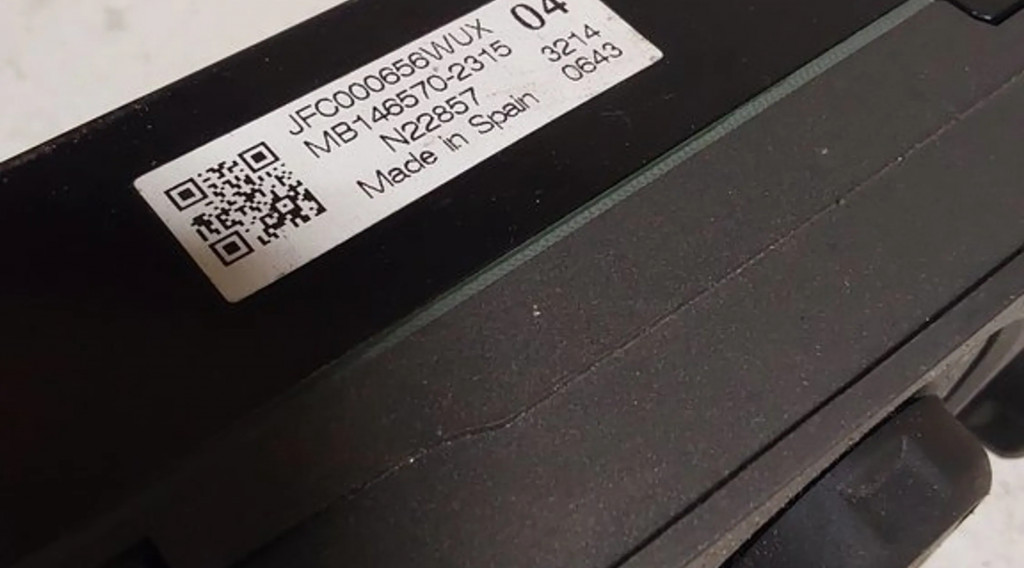 JFC000656WUX
04
MB146570-2315
3214
N22857
0643
Made in Spain